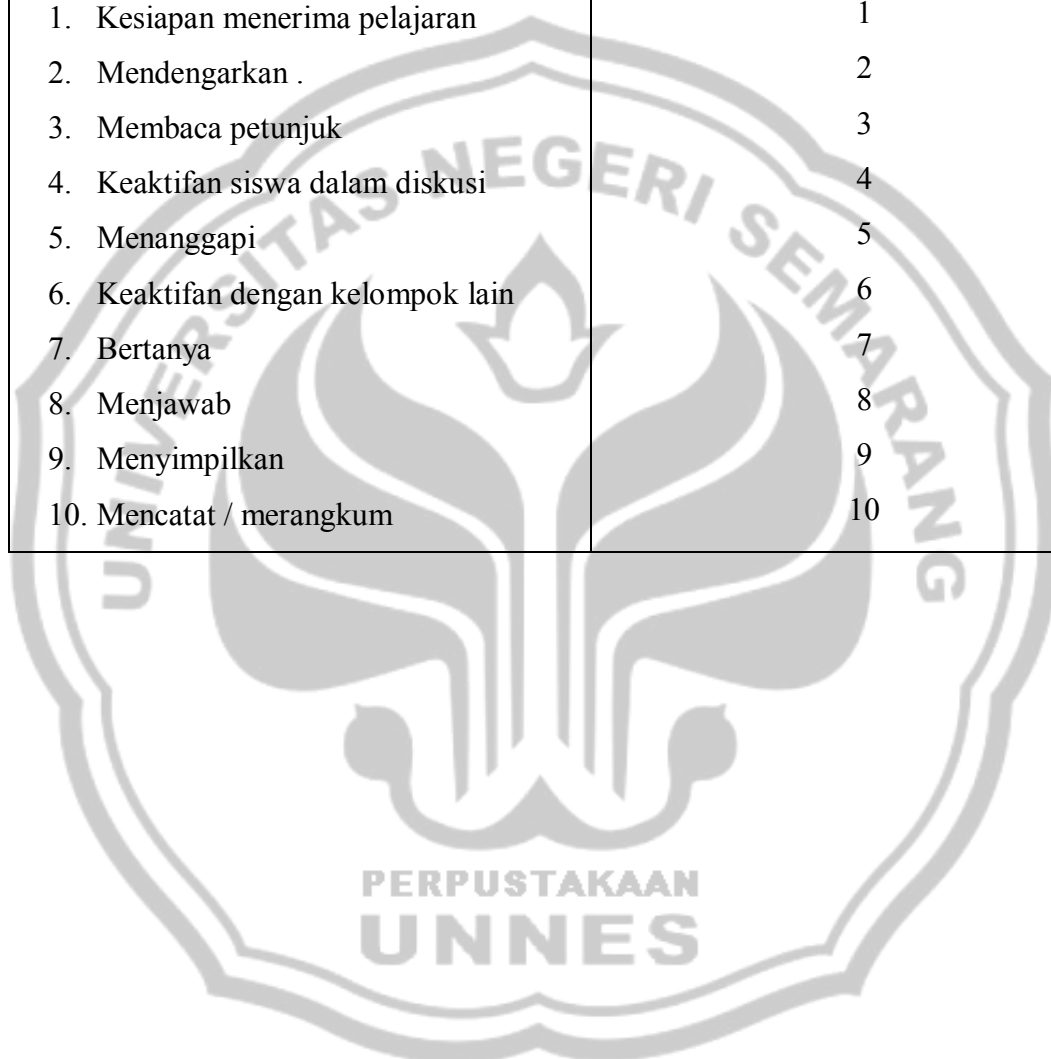 1. Kesiapan menerima pelajaran 1
2. Mendengarkan . 2
3. Membaca petunjuk 3
4. Keaktifan siswa dalam diskusi 4
5. Menanggapi 5
6. Keaktifan dengan kelompok lain 6
7. Bertanya 7
8. Menjawab 8
9. Menyimpilkan 9
10. Mencatat / merangkum 10
UNIVERSITAS NEGERI SEMARANG
PERPUSTAKAAN
UNNES